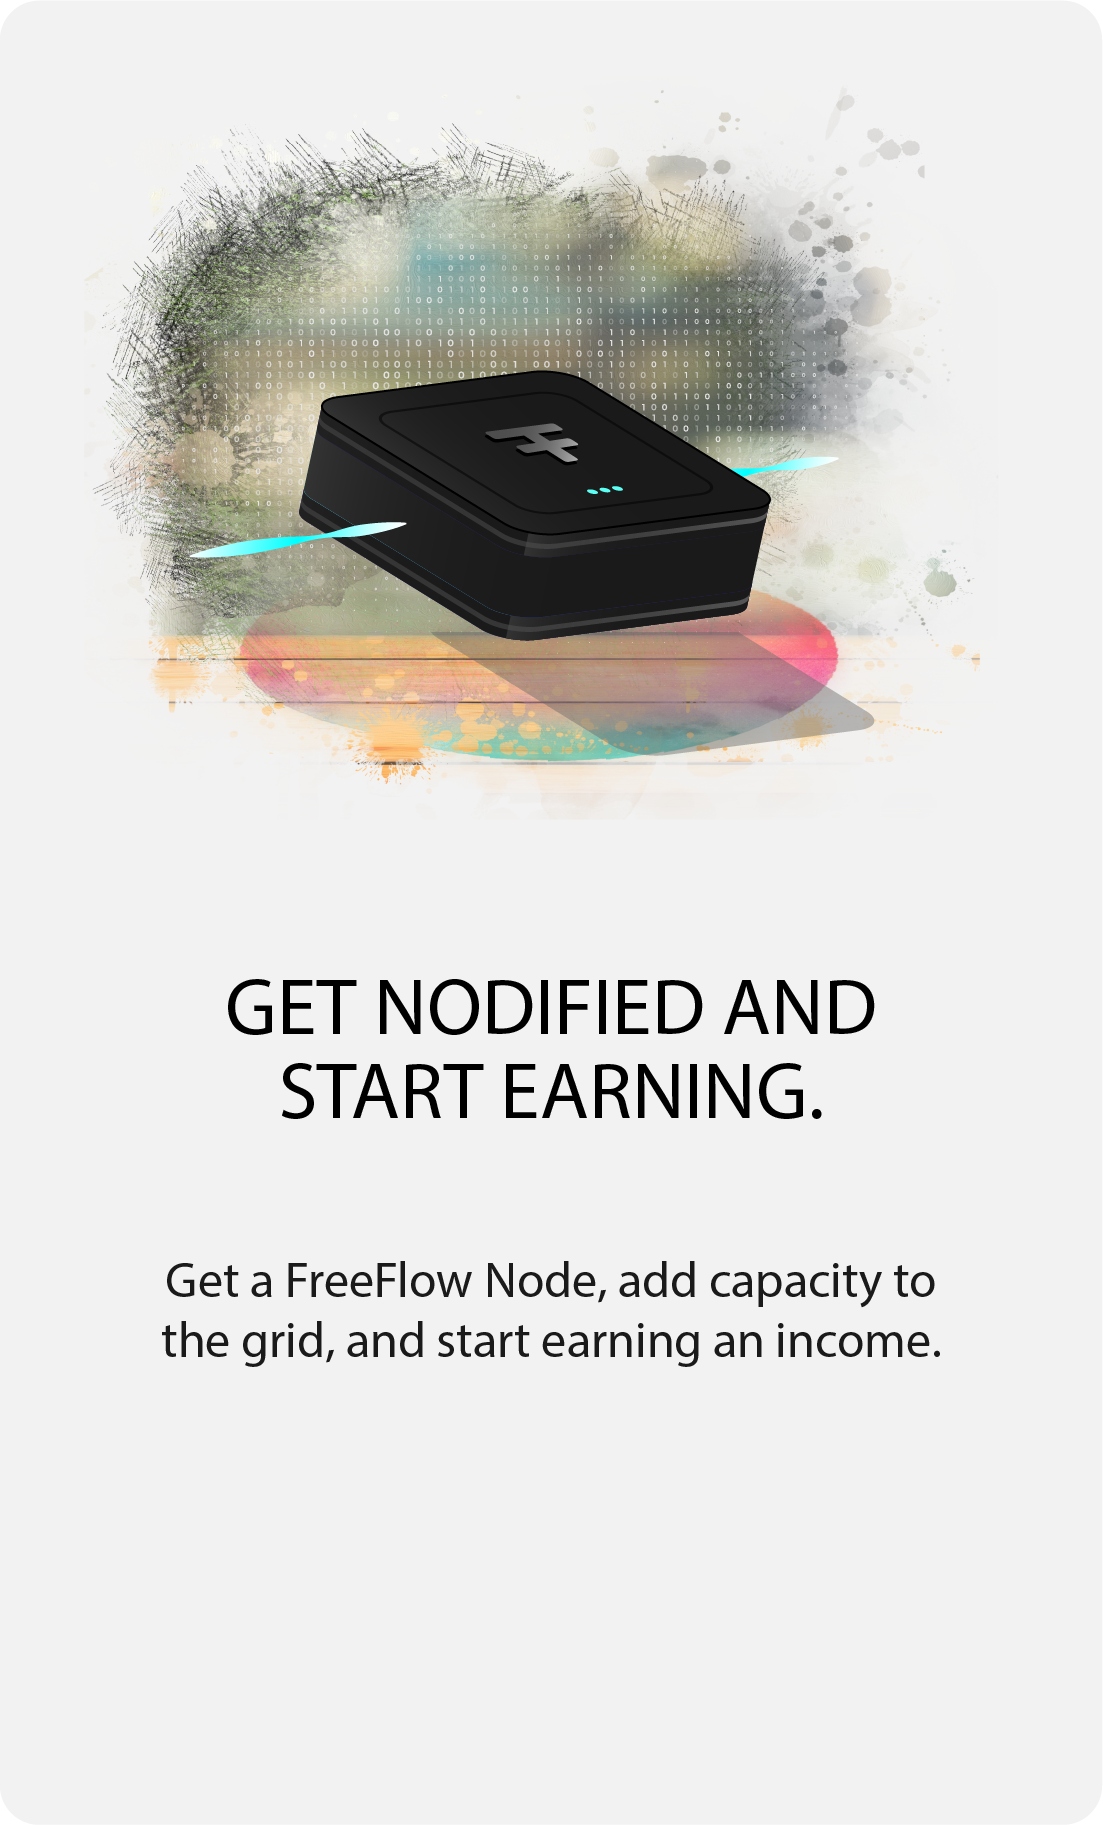 GET NODIFIED AND
START EARNING.
Get a FreeFlow Node, add capacity to
the grid, and start earning an income.